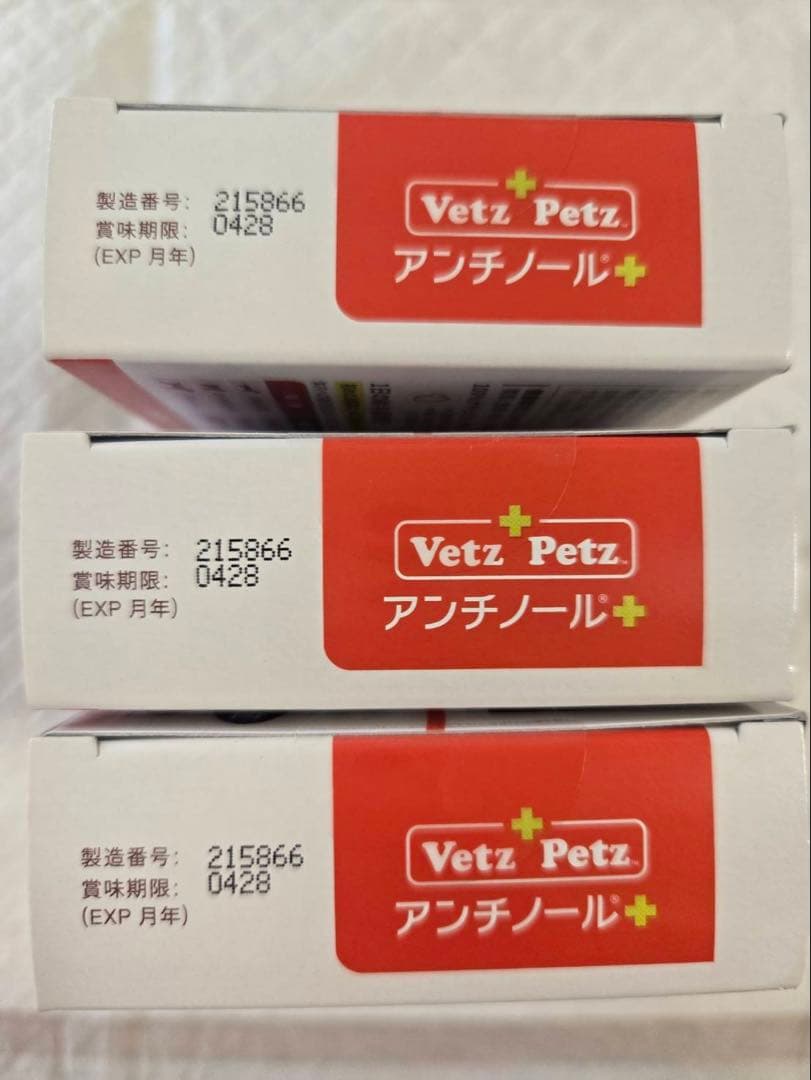 製造番号: 215866
賞味期限: 0428
(EXP 月年)
Vetz Petz™
アンチノール®+
製造番号: 215866
賞味期限: 0428
(EXP 月年)
Vetz Petz™
アンチノール®+
製造番号: 215866
賞味期限: 0428
(EXP 月年)
Vetz Petz™
アンチノール®+